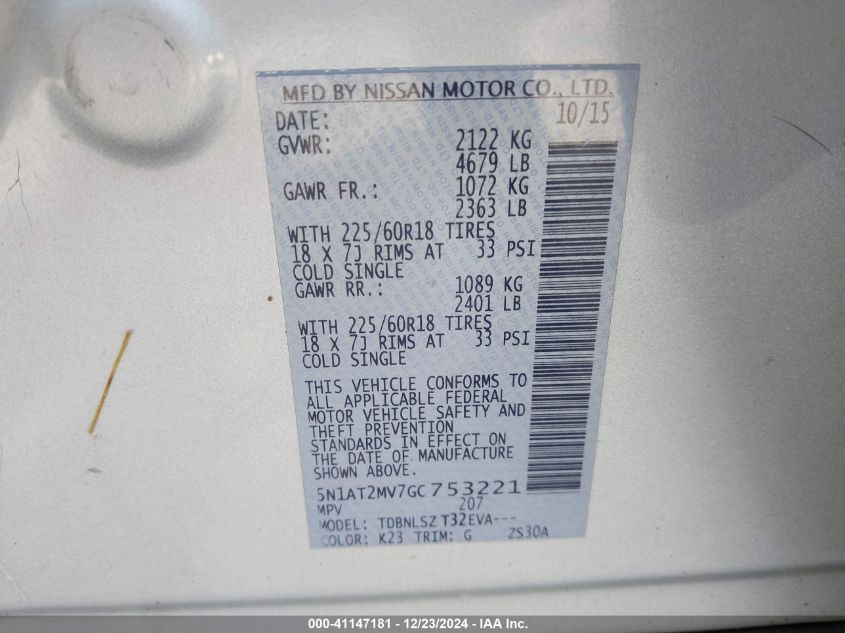 MFD BY NISSAN MOTOR CO., LTD.
DATE: 10/15
GVWR: 2122 KG
4679 LB
GAWR FR.: 1072 KG
2363 LB
WITH 225/60R18 TIRES
18 X 7J RIMS AT 33 PSI
COLD SINGLE
GAWR RR.: 1089 KG
2401 LB
WITH 225/60R18 TIRES
18 X 7J RIMS AT 33 PSI
COLD SINGLE
THIS VEHICLE CONFORMS TO
ALL APPLICABLE FEDERAL
MOTOR VEHICLE SAFETY AND
THEFT PREVENTION
STANDARDS IN EFFECT ON
THE DATE OF MANUFACTURE
SHOWN ABOVE.
5N1AT2MV7GC753221
MPV 207
MODEL: TDBNLSZ T32EVA---
COLOR: K23 TRIM: G ZS30A
000-41147181 - 12/23/2024 - IAA Inc.